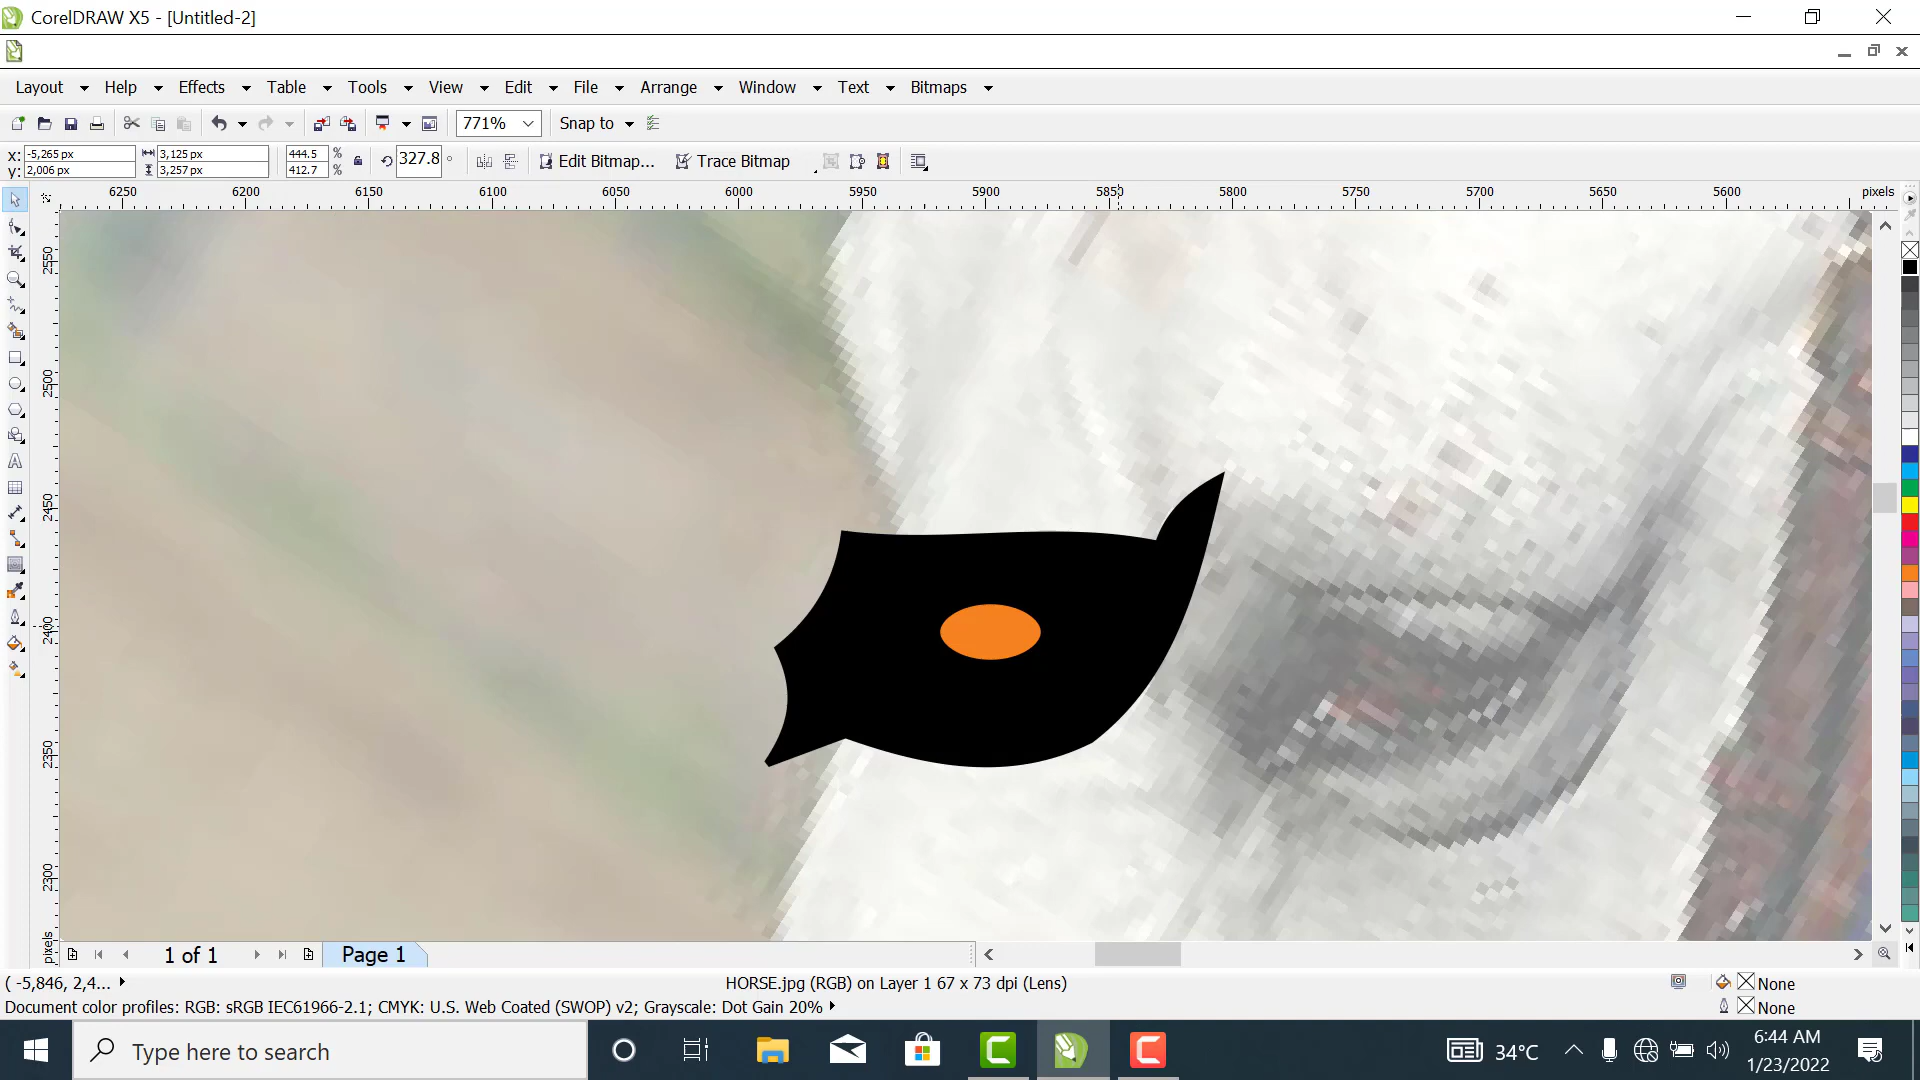 CorelDRAW X5 - [Untitled-2]
Layout Help Effects Table Tools View Edit File Arrange Window Text Bitmaps
771% Snap to
x: -5,265 px 3,125 px 444.5 % 327.8 ° Edit Bitmap... Trace Bitmap
y: 2,006 px 3,257 px 412.7 %
6250 6200 6150 6100 6050 6000 5950 5900 5850 5800 5750 5700 5650 5600 pixels
2550
2500
2450
2400
2350
2300
pixels
1 of 1 Page 1
( -5,846, 2,4... HORSE.jpg (RGB) on Layer 1 67 x 73 dpi (Lens) None
Document color profiles: RGB: sRGB IEC61966-2.1; CMYK: U.S. Web Coated (SWOP) v2; Grayscale: Dot Gain 20% None
Type here to search 34°C 6:44 AM
1/23/2022